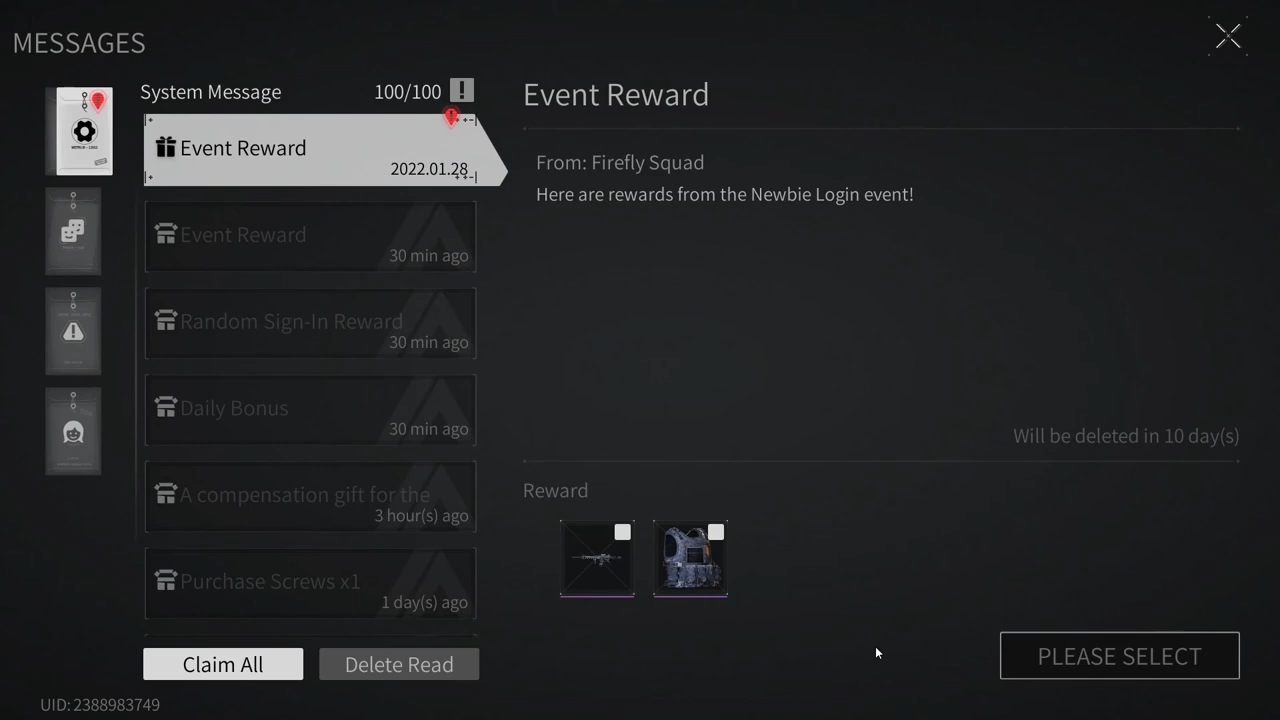 MESSAGES
System Message 100/100
Event Reward
2022.01.28
Event Reward
30 min ago
Random Sign-In Reward
30 min ago
Daily Bonus
30 min ago
A compensation gift for the
3 hour(s) ago
Purchase Screws x1
1 day(s) ago
Claim All
Delete Read
UID: 2388983749
Event Reward
From: Firefly Squad
Here are rewards from the Newbie Login event!
Will be deleted in 10 day(s)
Reward
PLEASE SELECT